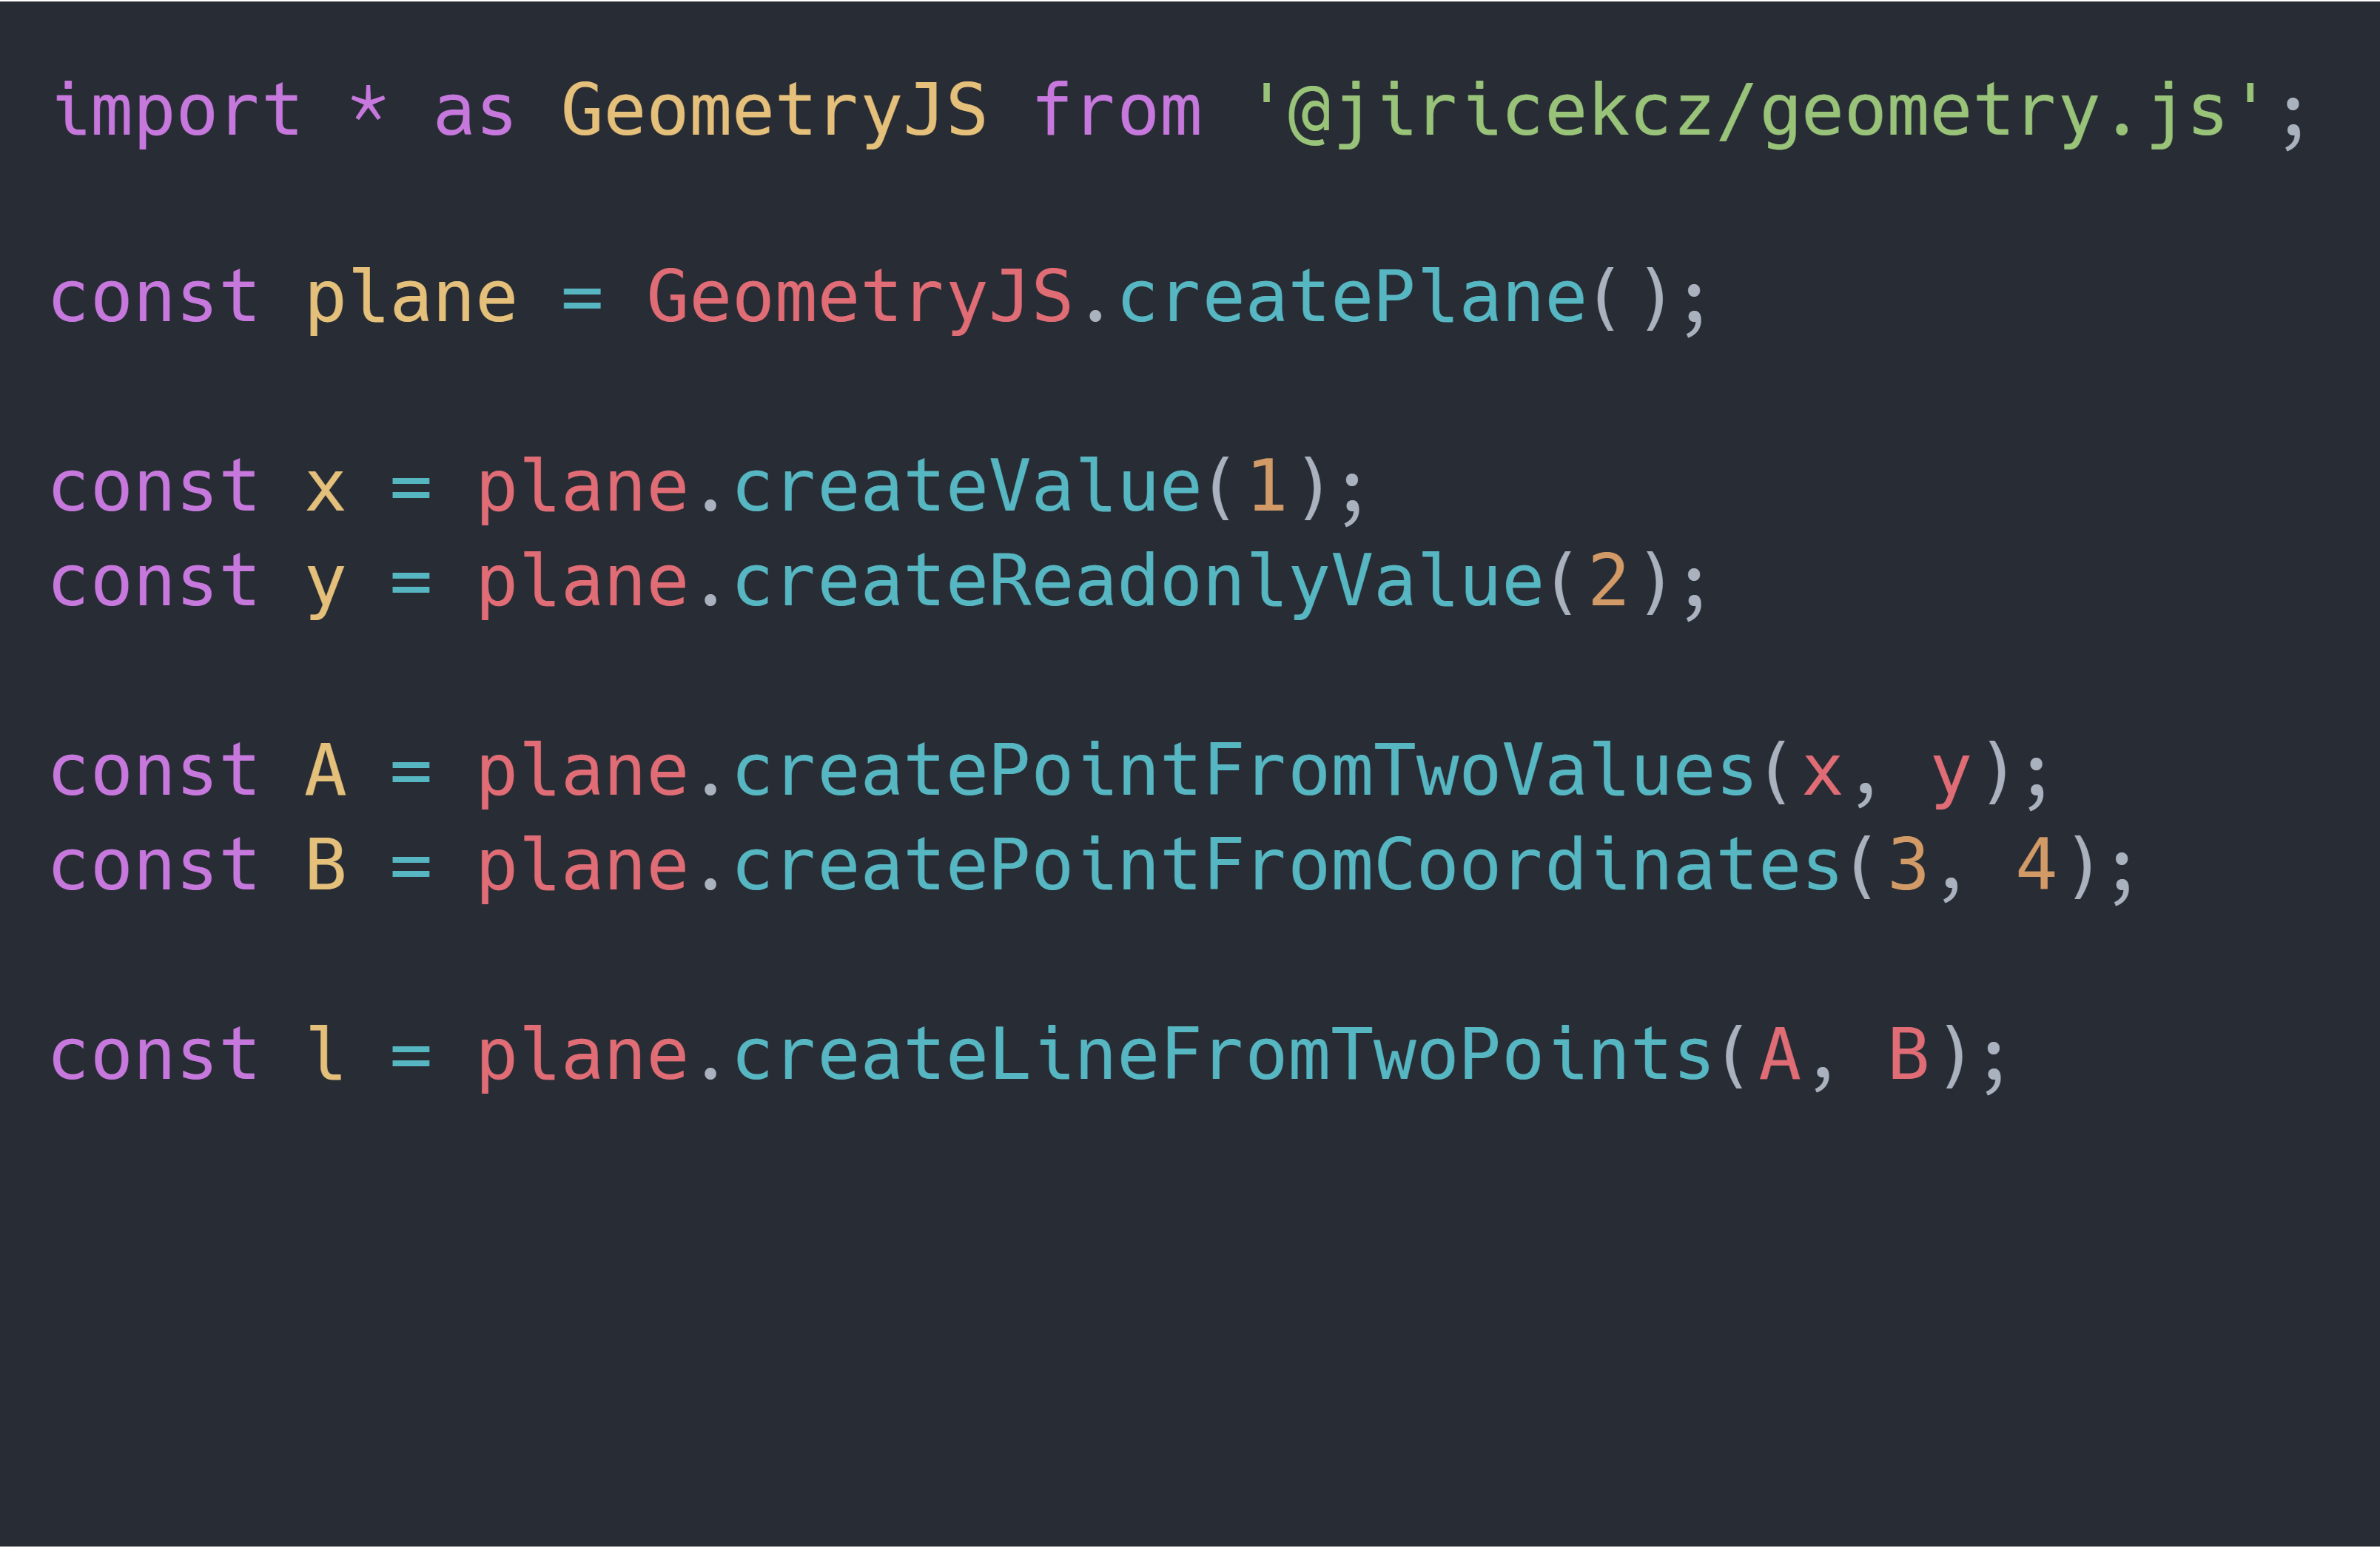 import * as GeometryJS from '@jiricekcz/geometry.js';
const plane = GeometryJS.createPlane();
const x = plane.createValue(1);
const y = plane.createReadonlyValue(2);
const A = plane.createPointFromTwoValues(x, y);
const B = plane.createPointFromCoordinates(3, 4);
const l = plane.createLineFromTwoPoints(A, B);